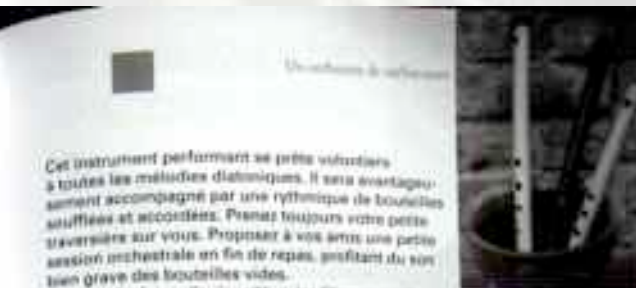 Cet instrument performant se prête volontiers
à toutes les mélodies diatoniques. Il sera avantageu-
sement accompagné par une rythmique de bouteilles
soufflées et accordées. Prenez toujours votre petite
traversière sur vous. Proposez à vos amis une petite
session orchestrale en fin de repas, profitant du son
bien grave des bouteilles vides.